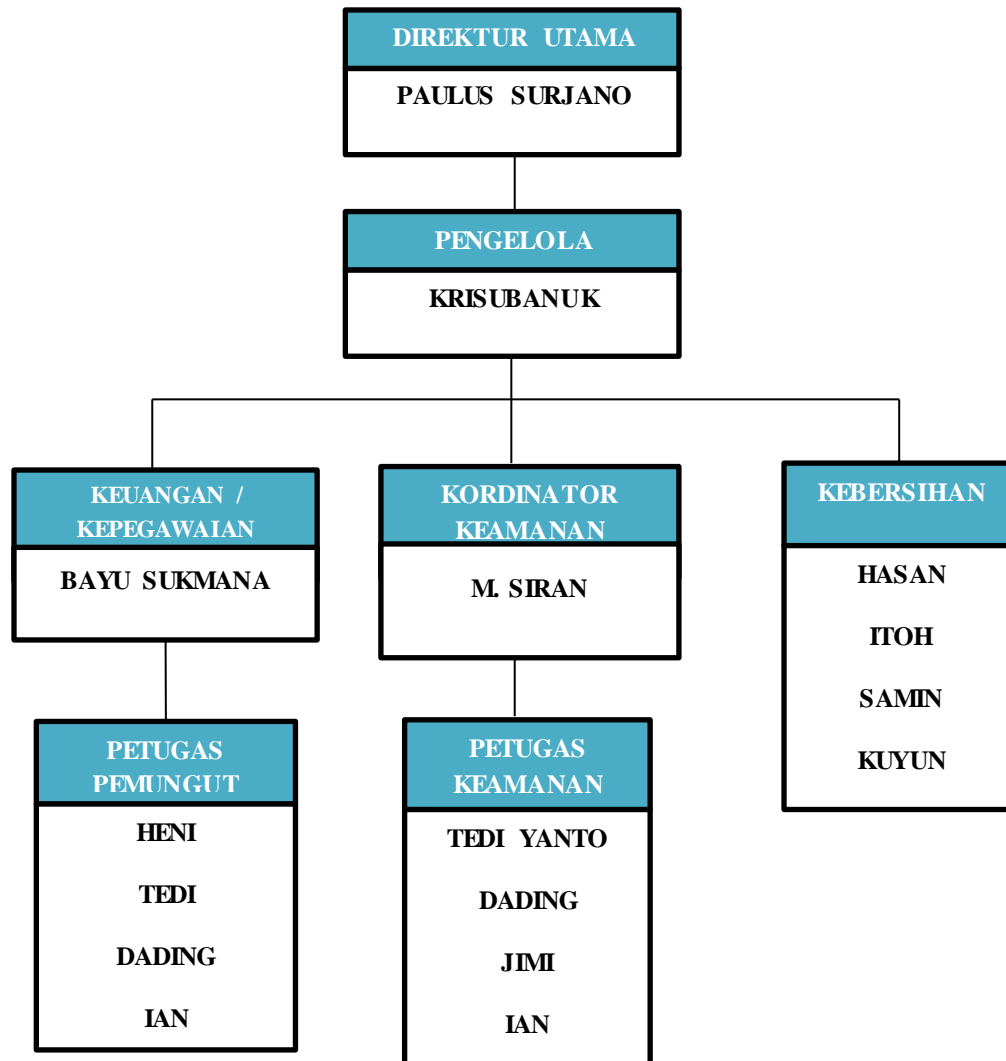 DIREKTUR UTAMA
PAULUS SURJANO
PENGELOLA
KRISUBANUK
KEUANGAN /
KEPEGAWAIAN
BAYU SUKMANA
KORDINATOR
KEAMANAN
M. SIRAN
KEBERSIHAN
HASAN
ITOH
SAMIN
KUYUN
PETUGAS
PEMUNGUT
HENI
TEDI
DADING
IAN
PETUGAS
KEAMANAN
TEDI YANTO
DADING
JIMI
IAN